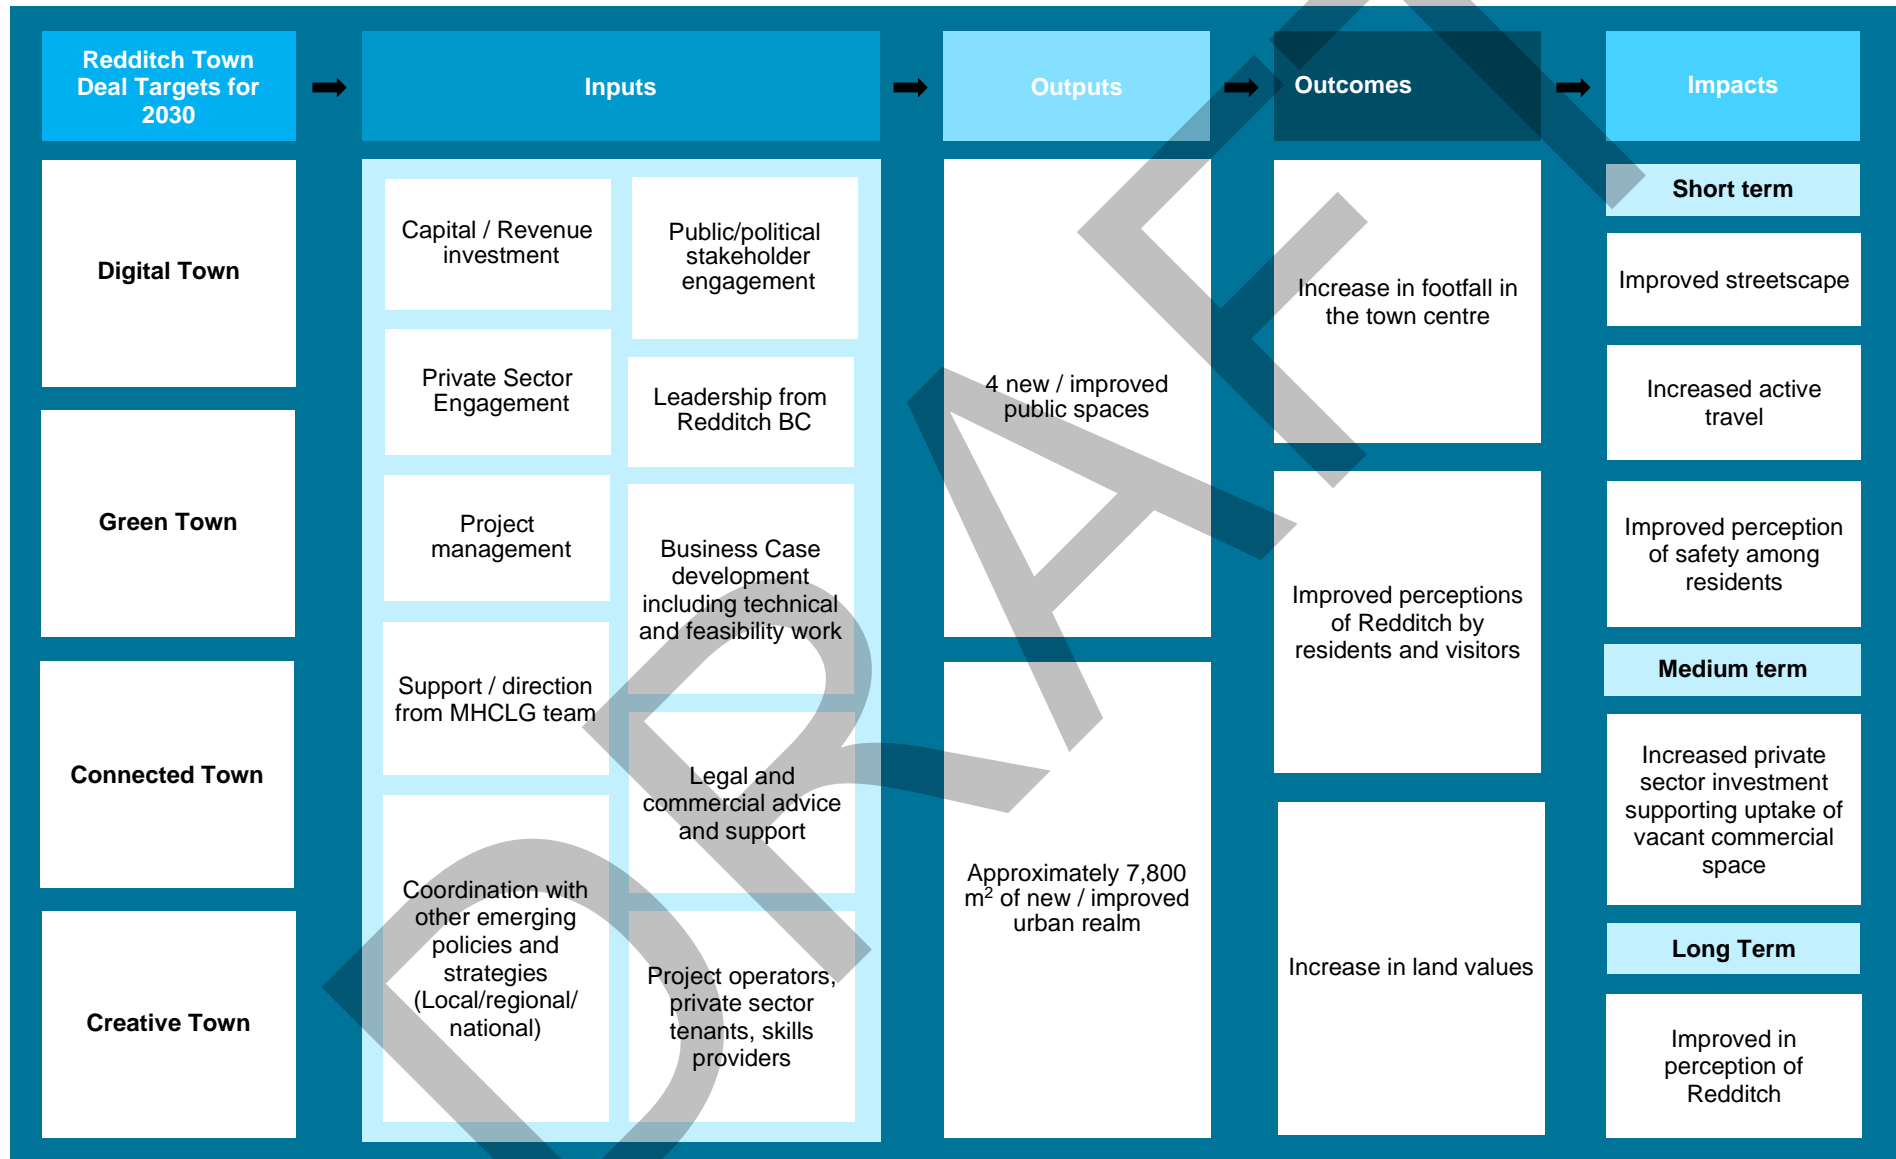 Redditch Town
Deal Targets for
2030
Inputs
Outputs
Outcomes
Impacts
Digital Town
Green Town
Connected Town
Creative Town
Capital / Revenue
investment
Private Sector
Engagement
Project
management
Support / direction
from MHCLG team
Coordination with
other emerging
policies and
strategies
(Local/regional/
national)
Public/political
stakeholder
engagement
Leadership from
Redditch BC
Business Case
development
including technical
and feasibility work
Legal and
commercial advice
and support
Project operators,
private sector
tenants, skills
providers
4 new / improved
public spaces
Approximately 7,800
m² of new / improved
urban realm
Increase in footfall in
the town centre
Improved perceptions
of Redditch by
residents and visitors
Increase in land values
Short term
Improved streetscape
Increased active
travel
Improved perception
of safety among
residents
Medium term
Increased private
sector investment
supporting uptake of
vacant commercial
space
Long Term
Improved in
perception of
Redditch
DRAFT